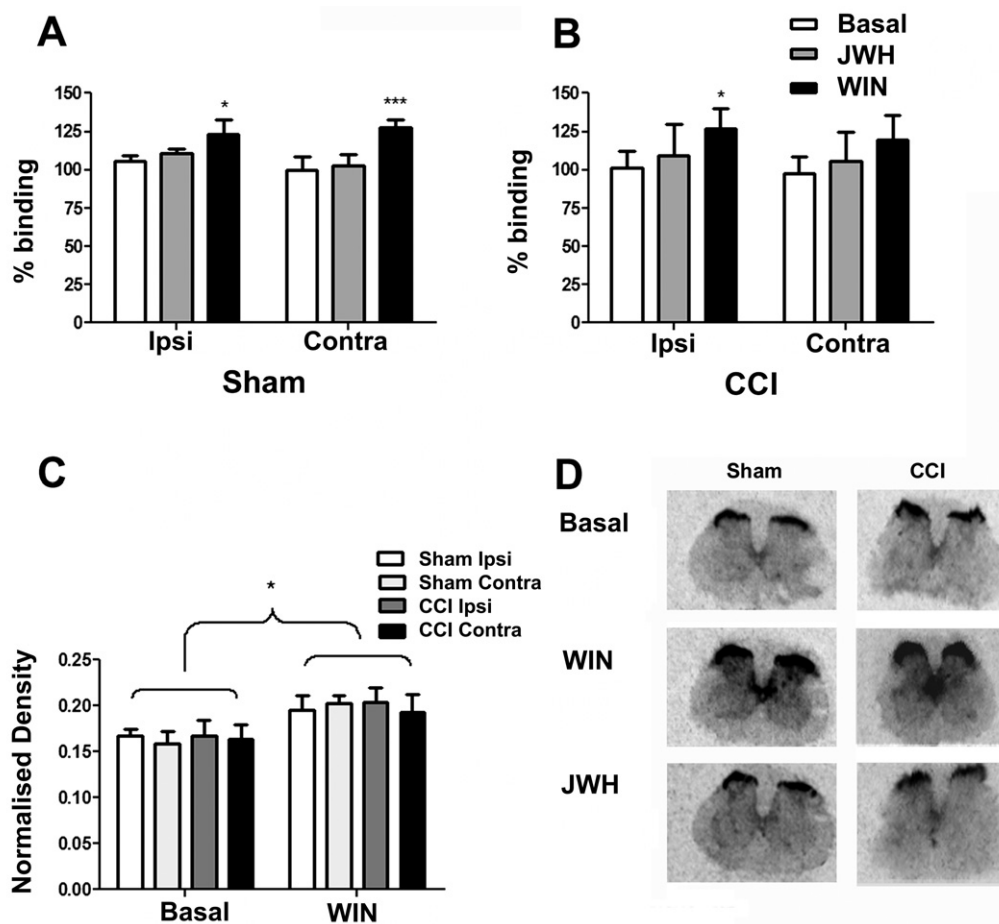 A
B
Basal
JWH
WIN
150
125
100
75
50
25
0
% binding
*
***
Ipsi
Contra
Sham
150
125
100
75
50
25
0
% binding
*
Ipsi
Contra
CCI
C
Sham Ipsi
Sham Contra
CCI Ipsi
CCI Contra
*
0.25
0.20
0.15
0.10
0.05
0.00
Normalised Density
Basal
WIN
D
Sham
CCI
Basal
WIN
JWH